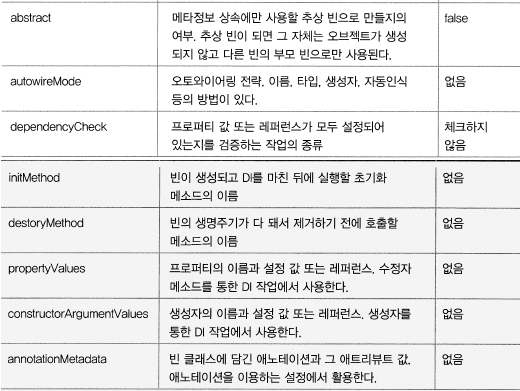 abstract
메타정보 상속에만 사용할 추상 빈으로 만들지의
false
여부. 추상 빈이 되면 그 자체는 오브젝트가 생성
되지 않고 다른 빈의 부모 빈으로만 사용된다.
autowireMode
오토와이어링 전략. 이름, 타입, 생성자, 자동인식
없음
등의 방법이 있다.
dependencyCheck
프로퍼티 값 또는 레퍼런스가 모두 설정되어
체크하지
있는지를 검증하는 작업의 종류
않음
initMethod
빈이 생성되고 DI를 마친 뒤에 실행할 초기화
없음
메소드의 이름
destoryMethod
빈의 생명주기가 다 돼서 제거하기 전에 호출할
없음
메소드의 이름
propertyValues
프로퍼티의 이름과 설정 값 또는 레퍼런스. 수정자
없음
메소드를 통한 DI 작업에서 사용한다.
constructorArgumentValues
생성자의 이름과 설정 값 또는 레퍼런스. 생성자를
없음
통한 DI 작업에서 사용한다.
annotationMetadata
빈 클래스에 담긴 애노테이션과 그 애트리뷰트 값.
없음
애노테이션을 이용하는 설정에서 활용한다.